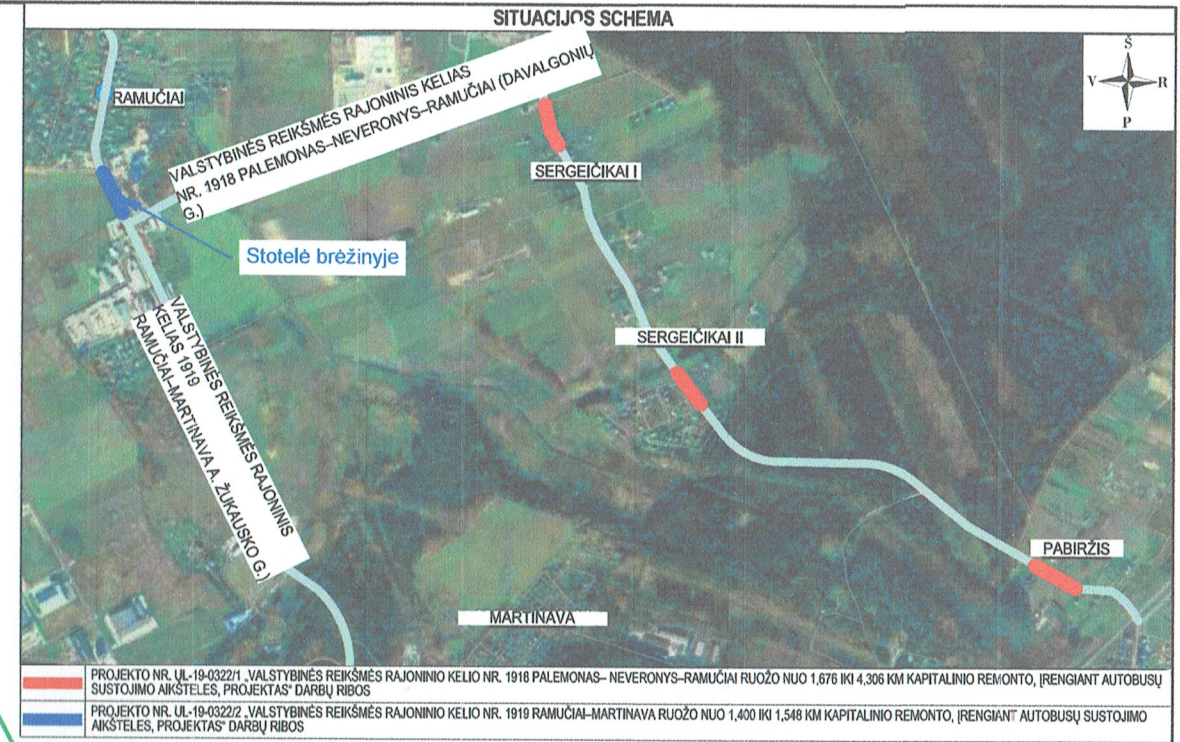 SITUACIJOS SCHEMA
Š
V
R
P
RAMUČIAI
VALSTYBINĖS REIKŠMĖS RAJONINIS KELIAS
NR. 1918 PALEMONAS–NEVERONYS–RAMUČIAI (DAVALGONIŲ
G.)
SERGEIČIKAI I
Stotelė brėžinyje
VALSTYBINĖS REIKŠMĖS RAJONINIS
KELIAS 1919
RAMUČIAI–MARTINAVA A. ŽUKAUSKO G.)
SERGEIČIKAI II
PABIRŽIS
MARTINAVA
PROJEKTO NR. UL-19-0322/1 „VALSTYBINĖS REIKŠMĖS RAJONINIO KELIO NR. 1918 PALEMONAS– NEVERONYS–RAMUČIAI RUOŽO NUO 1,676 IKI 4,306 KM KAPITALINIO REMONTO, ĮRENGIANT AUTOBUSŲ
SUSTOJIMO AIKŠTELES, PROJEKTAS" DARBŲ RIBOS
PROJEKTO NR. UL-19-0322/2 „VALSTYBINĖS REIKŠMĖS RAJONINIO KELIO NR. 1919 RAMUČIAI–MARTINAVA RUOŽO NUO 1,400 IKI 1,548 KM KAPITALINIO REMONTO, ĮRENGIANT AUTOBUSŲ SUSTOJIMO
AIKŠTELES, PROJEKTAS" DARBŲ RIBOS